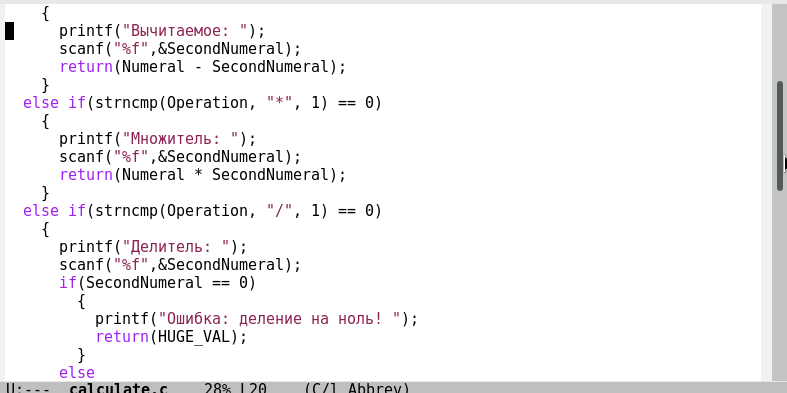 {
printf("Вычитаемое: ");
scanf("%f",&SecondNumeral);
return(Numeral - SecondNumeral);
}
else if(strncmp(Operation, "*", 1) == 0)
{
printf("Множитель: ");
scanf("%f",&SecondNumeral);
return(Numeral * SecondNumeral);
}
else if(strncmp(Operation, "/", 1) == 0)
{
printf("Делитель: ");
scanf("%f",&SecondNumeral);
if(SecondNumeral == 0)
{
printf("Ошибка: деление на ноль! ");
return(HUGE_VAL);
}
else
U:--- calculate.c 28% L20 (C/l Abbrev)